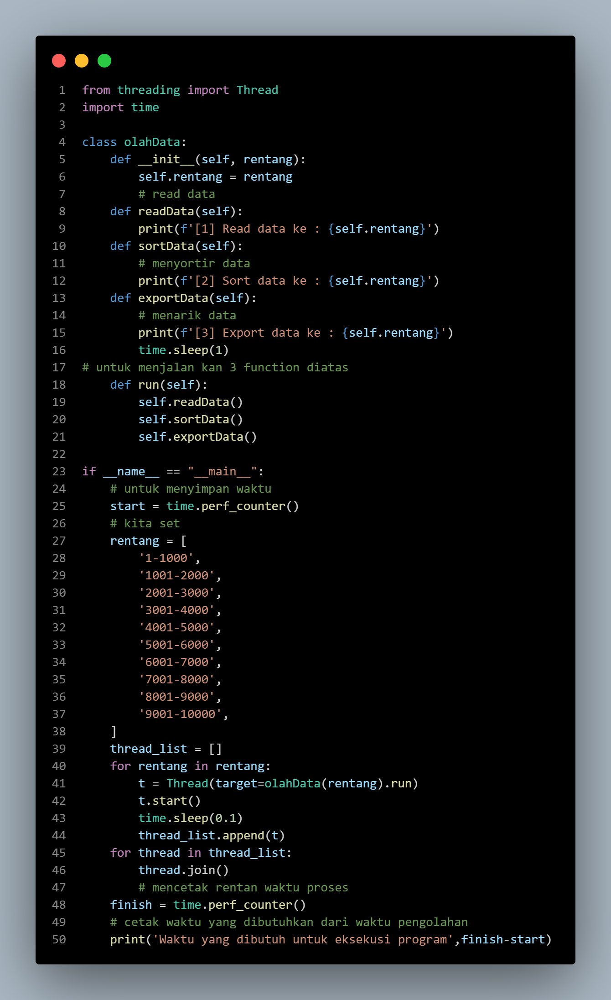 1 from threading import Thread
2 import time
3
4 class olahData:
5     def __init__(self, rentang):
6         self.rentang = rentang
7         # read data
8     def readData(self):
9         print(f'[1] Read data ke : {self.rentang}')
10     def sortData(self):
11         # menyortir data
12         print(f'[2] Sort data ke : {self.rentang}')
13     def exportData(self):
14         # menarik data
15         print(f'[3] Export data ke : {self.rentang}')
16         time.sleep(1)
17 # untuk menjalan kan 3 function diatas
18     def run(self):
19         self.readData()
20         self.sortData()
21         self.exportData()
22
23 if __name__ == "__main__":
24     # untuk menyimpan waktu
25     start = time.perf_counter()
26     # kita set
27     rentang = [
28         '1-1000',
29         '1001-2000',
30         '2001-3000',
31         '3001-4000',
32         '4001-5000',
33         '5001-6000',
34         '6001-7000',
35         '7001-8000',
36         '8001-9000',
37         '9001-10000',
38     ]
39     thread_list = []
40     for rentang in rentang:
41         t = Thread(target=olahData(rentang).run)
42         t.start()
43         time.sleep(0.1)
44         thread_list.append(t)
45     for thread in thread_list:
46         thread.join()
47         # mencetak rentan waktu proses
48     finish = time.perf_counter()
49     # cetak waktu yang dibutuhkan dari waktu pengolahan
50     print('Waktu yang dibutuh untuk eksekusi program',finish-start)